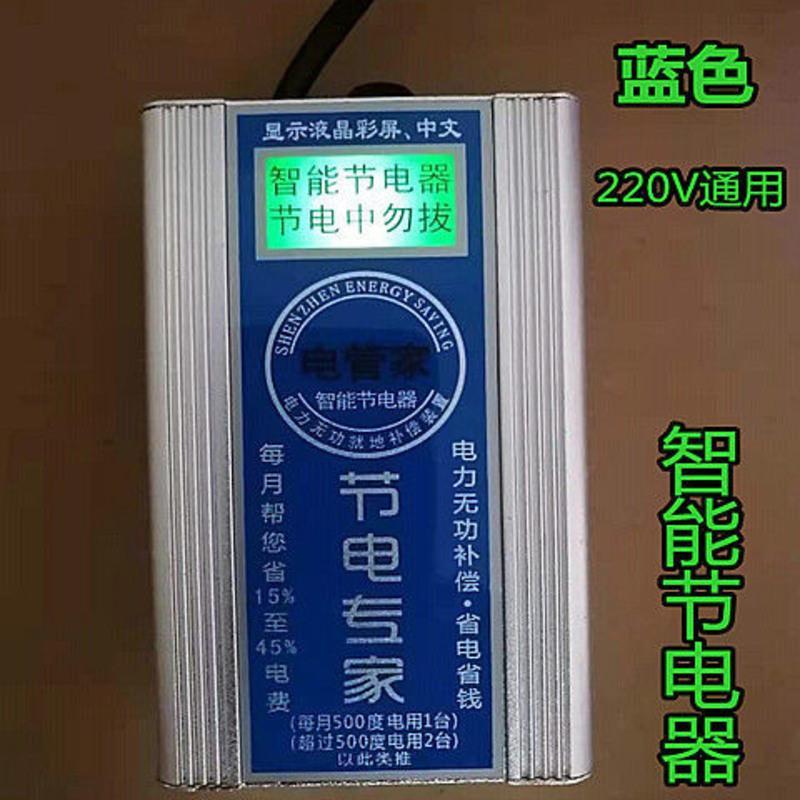 显示液晶彩屏、中文
智能节电器
节电中勿拔
SHENZHEN ENERGY SAVING
电管家
智能节电器
电力无功就地补偿装置
每月帮您省15%至45%电费
节电专家
电力无功补偿·省电省钱
(每月500度电用1台)
(超过500度电用2台)
以此类推
蓝色
220V通用
智能节电器